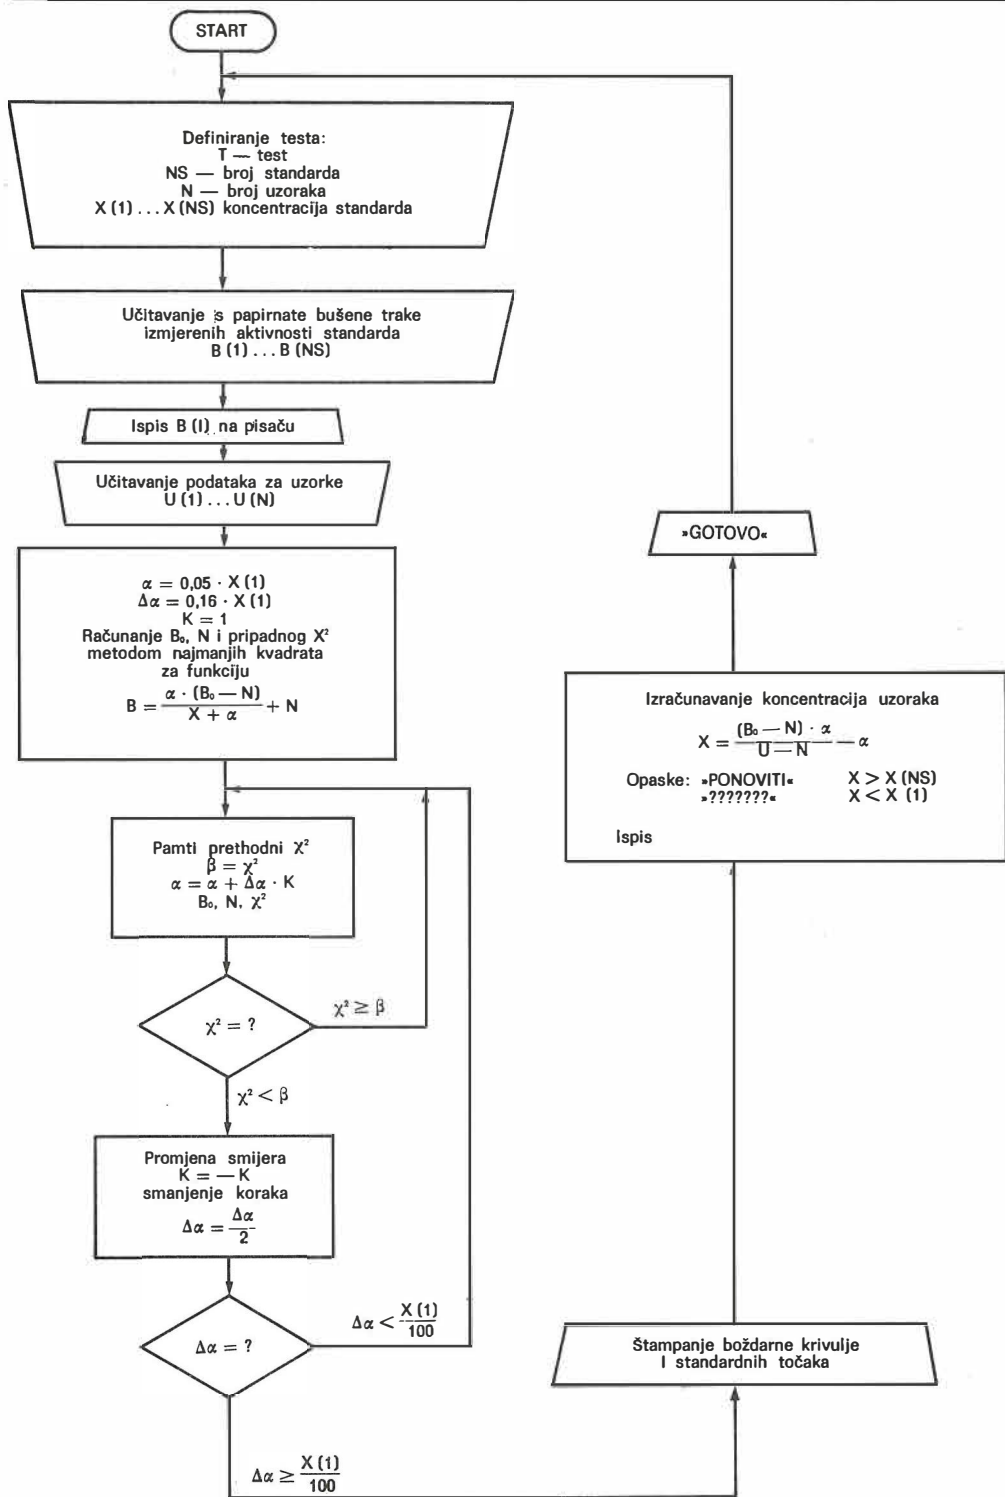 START
Definiranje testa:
T — test
NS — broj standarda
N — broj uzoraka
X (1) ... X (NS) koncentracija standarda
Učitavanje s papirnate bušene trake
izmjerenih aktivnosti standarda
B (1) ... B (NS)
Ispis B (I) na pisaču
Učitavanje podataka za uzorke
U (1) ... U (N)
α = 0,05 · X (1)
Δα = 0,16 · X (1)
K = 1
Računanje B₀, N i pripadnog X²
metodom najmanjih kvadrata
za funkciju
B = α · (B₀ — N) / X + α + N
Pamti prethodni χ²
β = χ²
α = α + Δα · K
B₀, N, χ²
χ² = ?
χ² ≥ β
χ² < β
Promjena smijera
K = — K
smanjenje koraka
Δα = Δα / 2
Δα = ?
Δα < X (1) / 100
Δα ≥ X (1) / 100
Štampanje boždarne krivulje
I standardnih točaka
Izračunavanje koncentracija uzoraka
X = (B₀ — N) · α / U — N — α
Opaske: »PONOVITI« X > X (NS)
»???????« X < X (1)
Ispis
»GOTOVO«